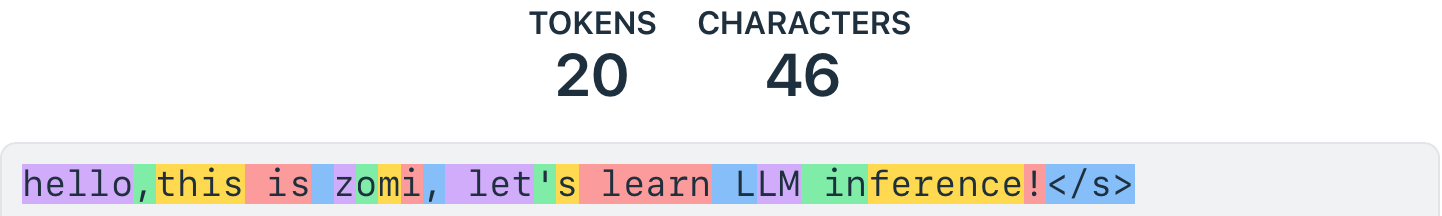 TOKENS CHARACTERS
20 46
hello,this is zomi, let's learn LLM inference!</s>